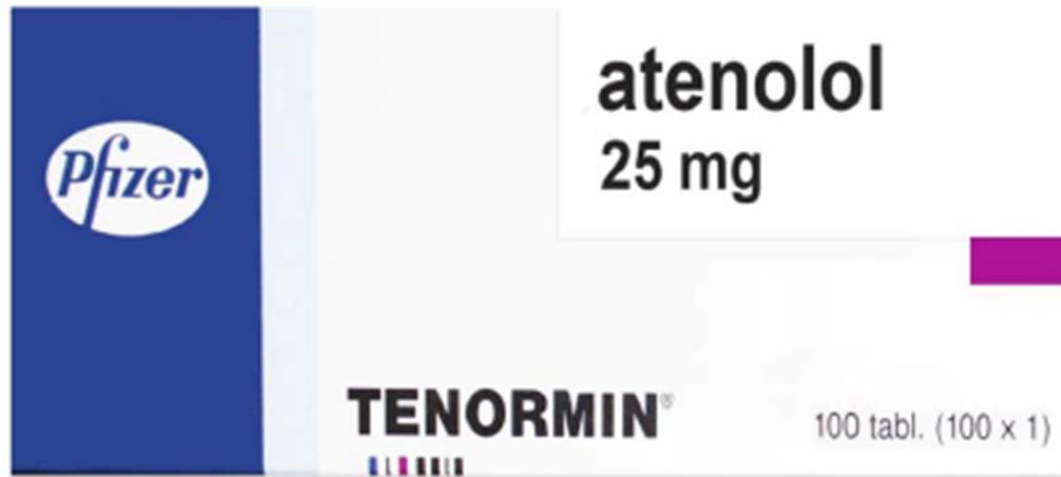 atenolol
25 mg
Pfizer
TENORMIN®
100 tabl. (100 x 1)